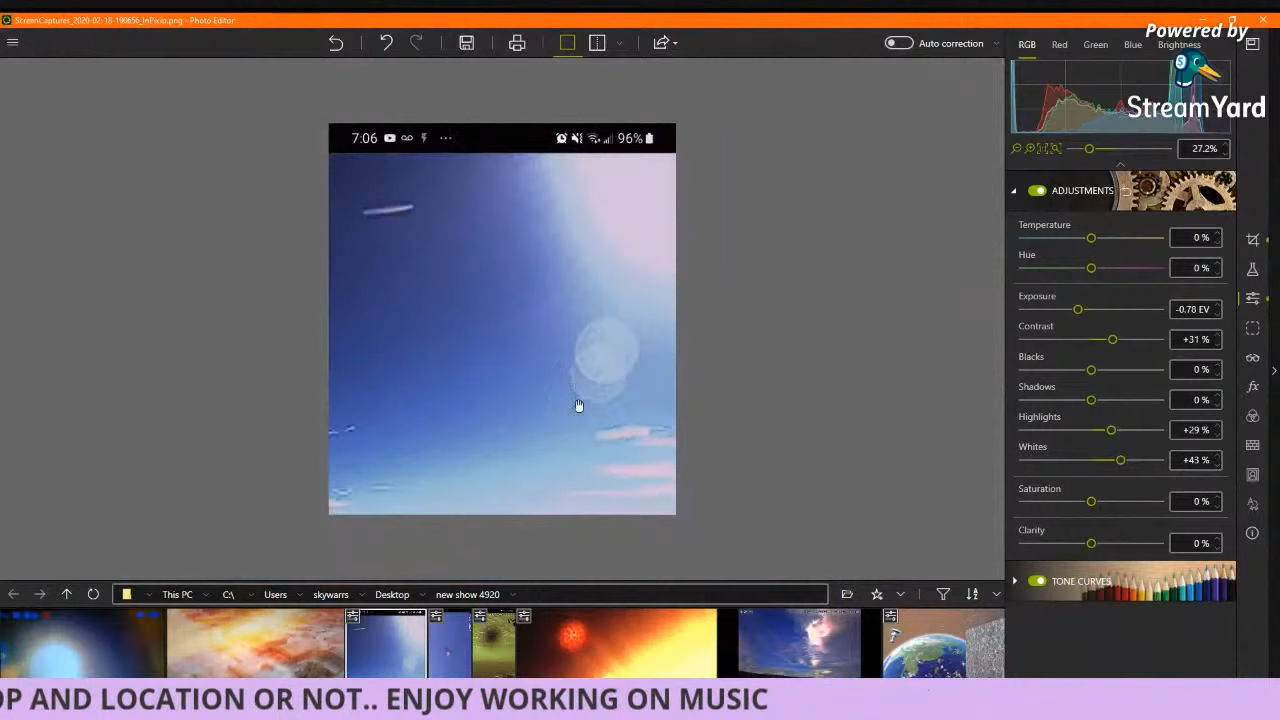 ScreenCaptures_2020-02-18-190656_InPixio.png - Photo Editor
Powered by
StreamYard
Auto correction
RGB Red Green Blue Brightness
27.2%
7:06 96%
ADJUSTMENTS
Temperature
0 %
Hue
0 %
Exposure
-0.78 EV
Contrast
+31 %
Blacks
0 %
Shadows
0 %
Highlights
+29 %
Whites
+43 %
Saturation
0 %
Clarity
0 %
TONE CURVES
This PC C:\ Users skywarrs Desktop new show 4920
OP AND LOCATION OR NOT.. ENJOY WORKING ON MUSIC